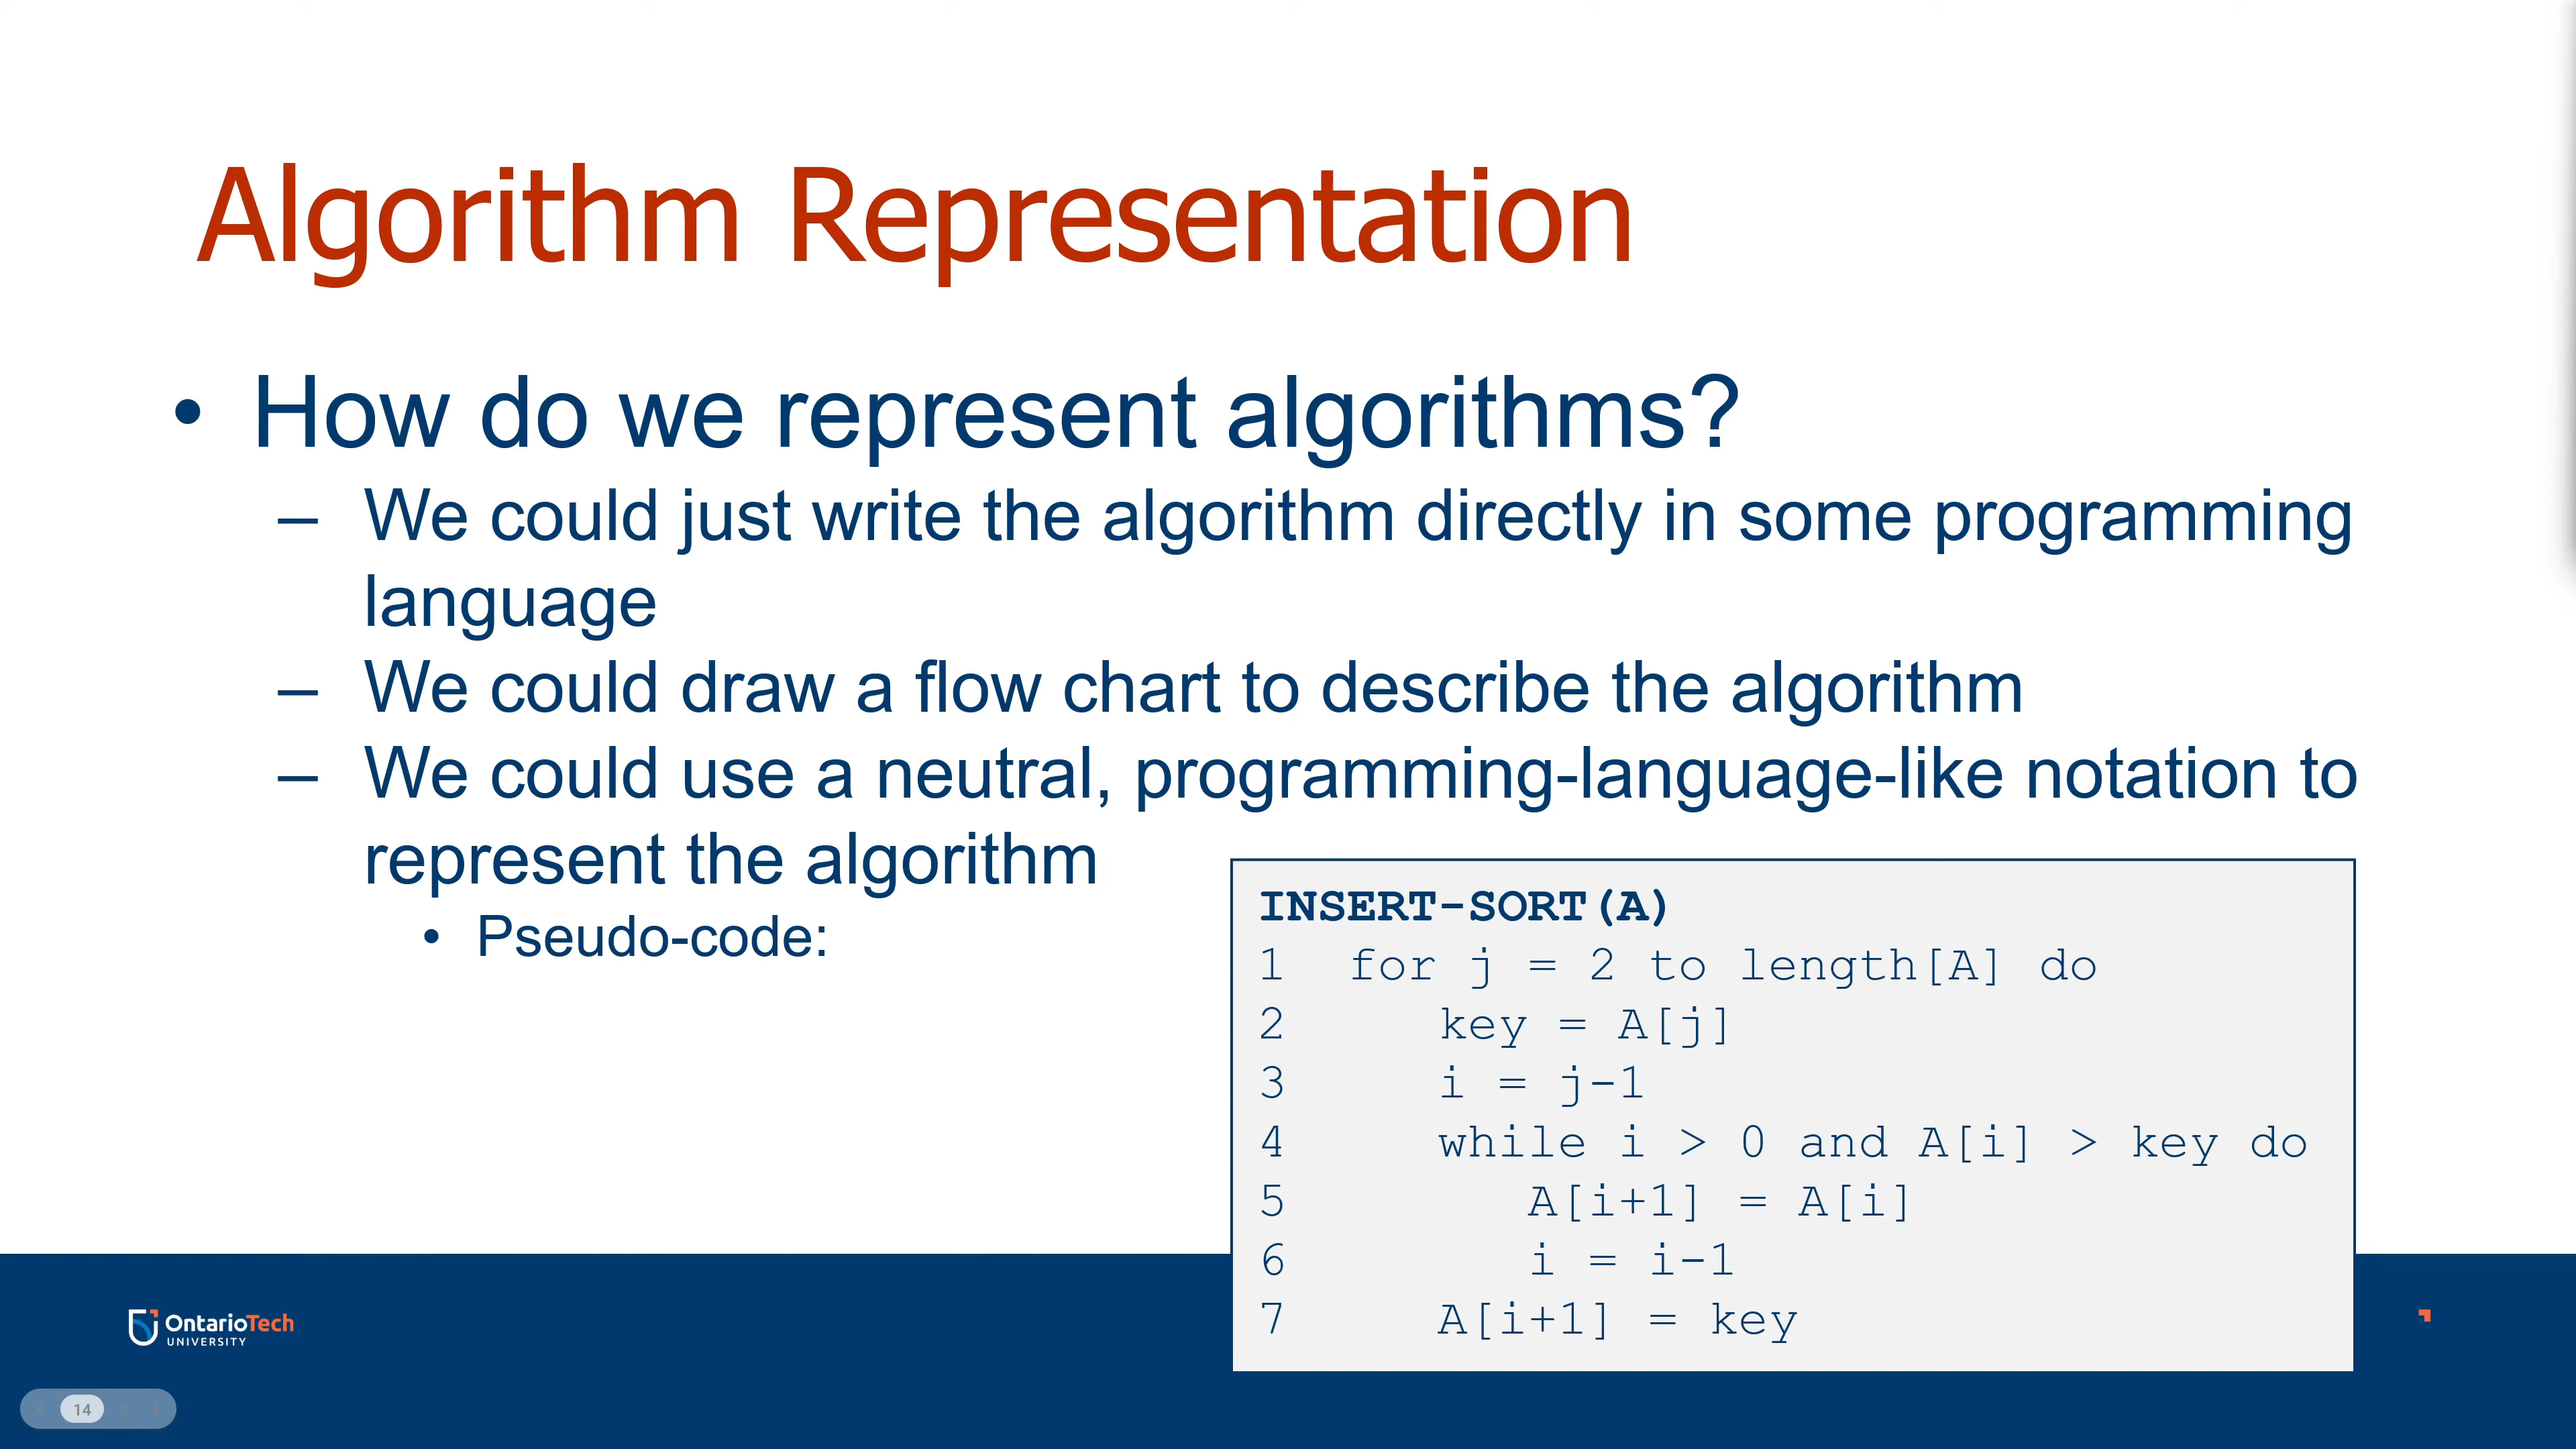 Algorithm Representation
• How do we represent algorithms?
– We could just write the algorithm directly in some programming
language
– We could draw a flow chart to describe the algorithm
– We could use a neutral, programming-language-like notation to
represent the algorithm
• Pseudo-code:
INSERT-SORT(A)
1  for j = 2 to length[A] do
2     key = A[j]
3     i = j-1
4     while i > 0 and A[i] > key do
5        A[i+1] = A[i]
6        i = i-1
7     A[i+1] = key
OntarioTech
UNIVERSITY
14